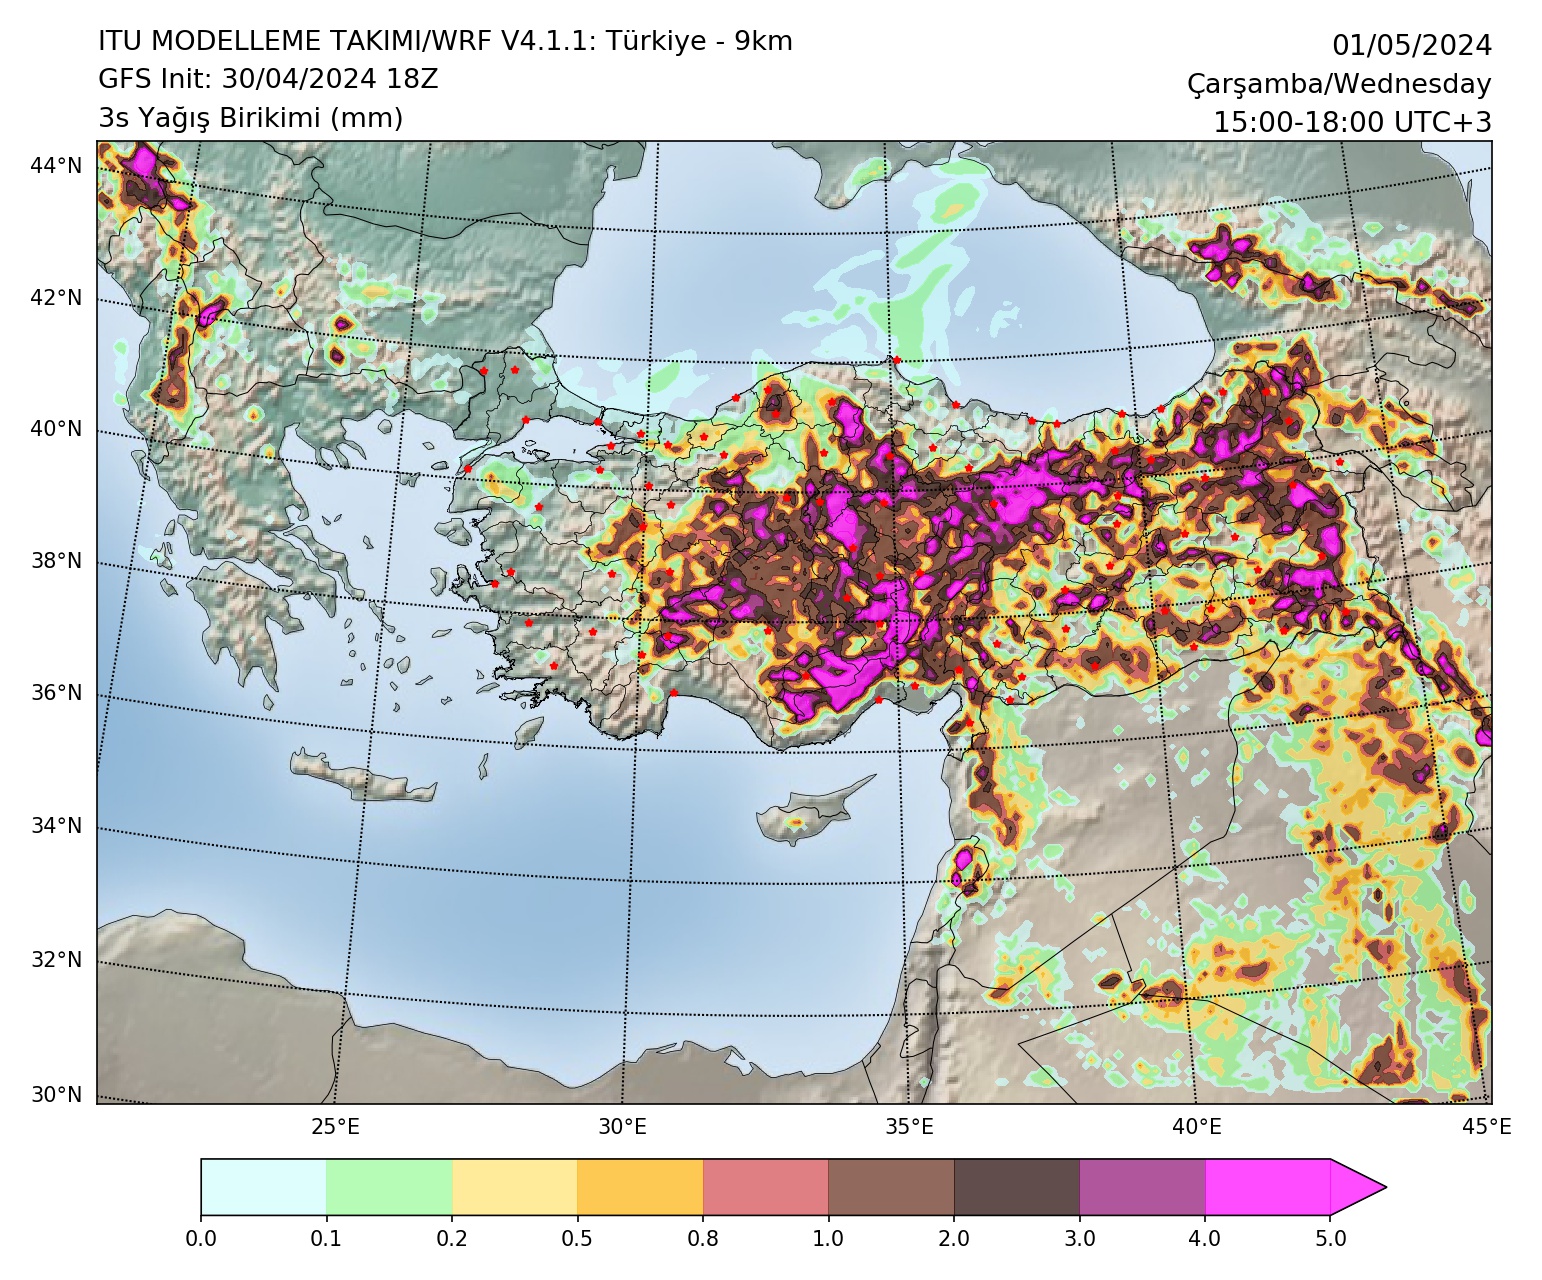 ITU MODELLEME TAKIMI/WRF V4.1.1: Türkiye - 9km
GFS Init: 30/04/2024 18Z
3s Yağış Birikimi (mm)
01/05/2024
Çarşamba/Wednesday
15:00-18:00 UTC+3
44°N
42°N
40°N
38°N
36°N
34°N
32°N
30°N
25°E 30°E 35°E 40°E 45°E
0.0 0.1 0.2 0.5 0.8 1.0 2.0 3.0 4.0 5.0